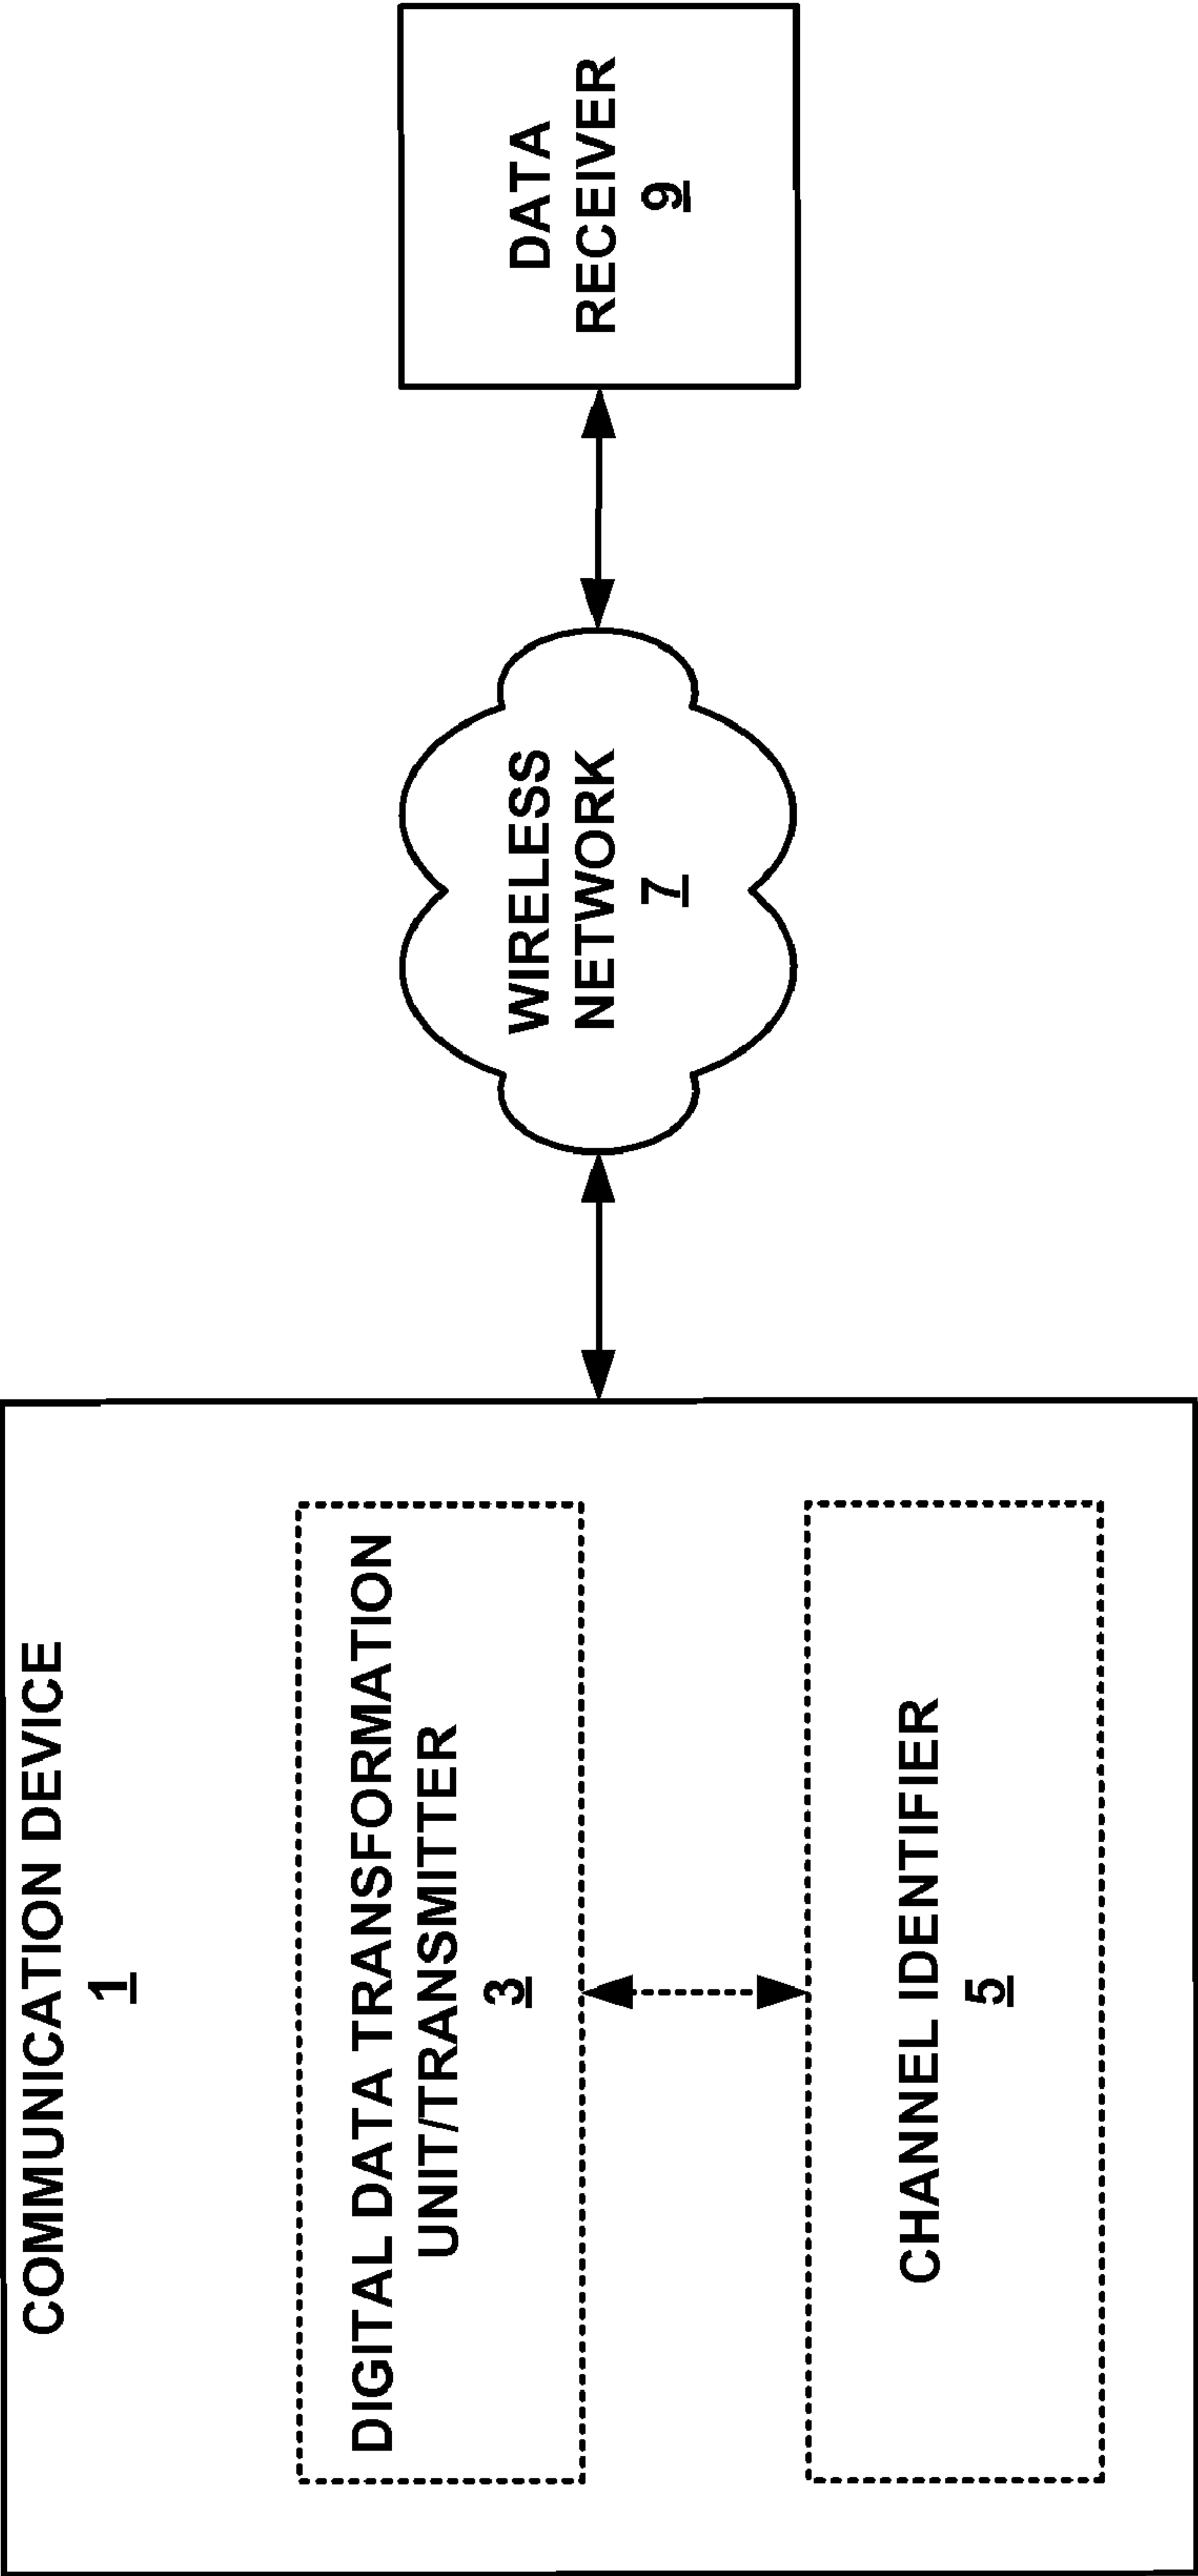 COMMUNICATION DEVICE
1
DIGITAL DATA TRANSFORMATION
UNIT/TRANSMITTER
3
CHANNEL IDENTIFIER
5
WIRELESS
NETWORK
7
DATA
RECEIVER
9